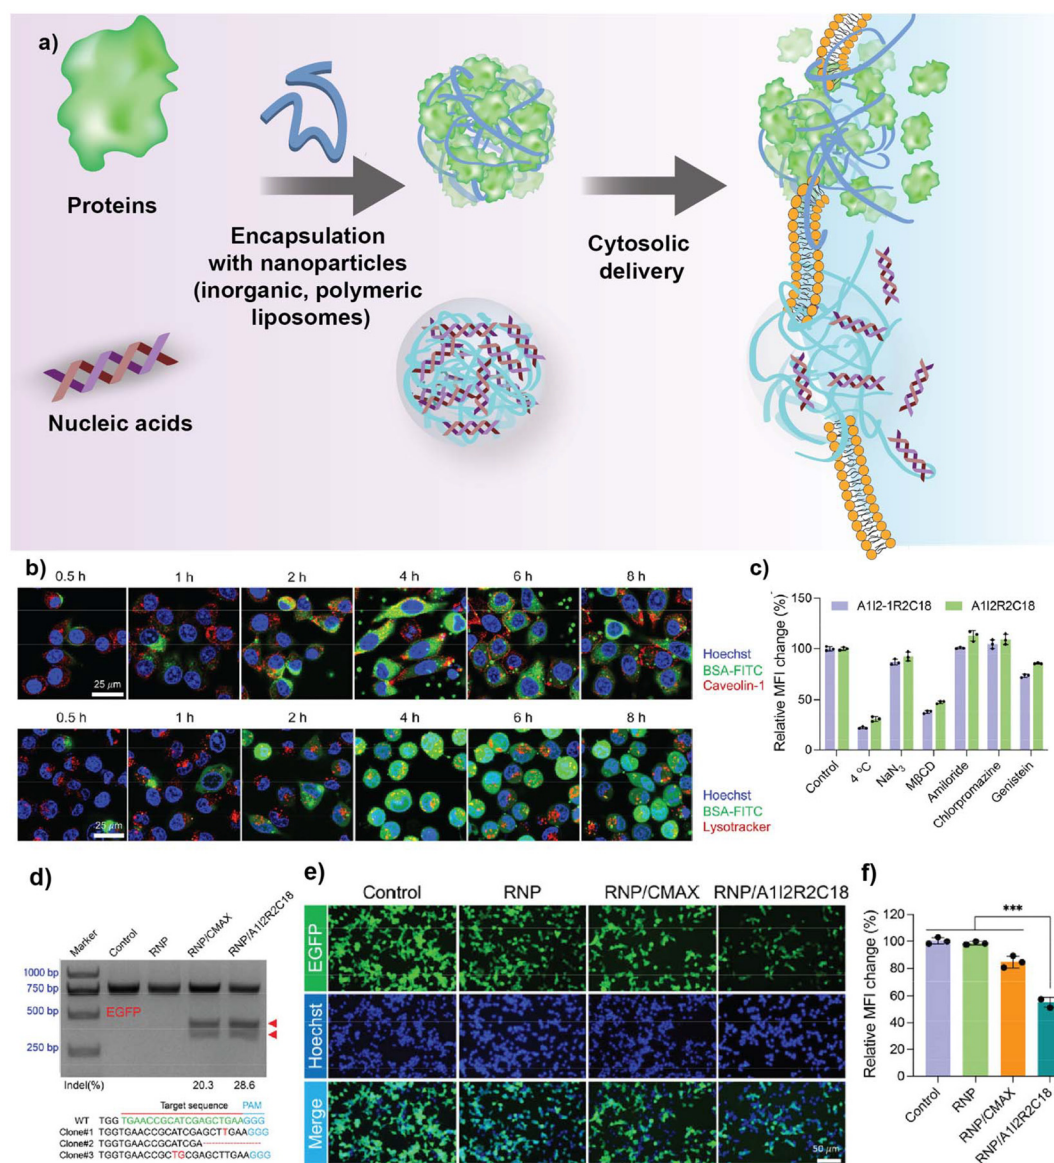 a)
Proteins
Encapsulation
with nanoparticles
(inorganic, polymeric
liposomes)
Cytosolic
delivery
Nucleic acids
b)
0.5 h 1 h 2 h 4 h 6 h 8 h
Hoechst
BSA-FITC
Caveolin-1
25 μm
0.5 h 1 h 2 h 4 h 6 h 8 h
Hoechst
BSA-FITC
Lysotracker
25 μm
c)
Relative MFI change (%)
A1I2-1R2C18 A1I2R2C18
150
100
50
0
Control 4 °C NaN3 MβCD Amiloride Chlorpromazine Genistein
d)
Marker Control RNP RNP/CMAX RNP/A1I2R2C18
1000 bp
750 bp
500 bp
EGFP
250 bp
Indel(%) 20.3 28.6
Target sequence PAM
WT TGG TGAACCGCATCGAGCTGAAGGG
Clone#1 TGGTGAACCGCATCGAGCTTGAAGGG
Clone#2 TGGTGAACCGCATCGA
Clone#3 TGGTGAACCGCTGCGAGCTTGAAGGG
e)
Control RNP RNP/CMAX RNP/A1I2R2C18
EGFP
Hoechst
Merge
50 μm
f)
Relative MFI change (%)
***
120
100
80
60
40
20
0
Control RNP RNP/CMAX RNP/A1I2R2C18